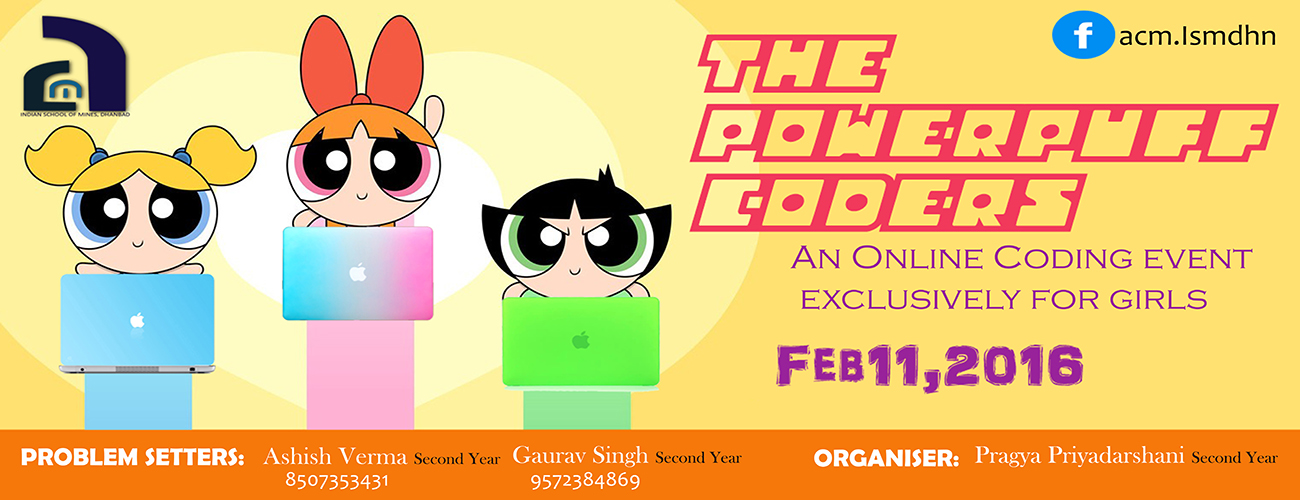 INDIAN SCHOOL OF MINES, DHANBAD
acm.Ismdhn
THE
POWERPUFF
CODERS
AN ONLINE CODING EVENT
EXCLUSIVELY FOR GIRLS
FEB11,2016
PROBLEM SETTERS: Ashish Verma Second Year Gaurav Singh Second Year
8507353431 9572384869
ORGANISER: Pragya Priyadarshani Second Year